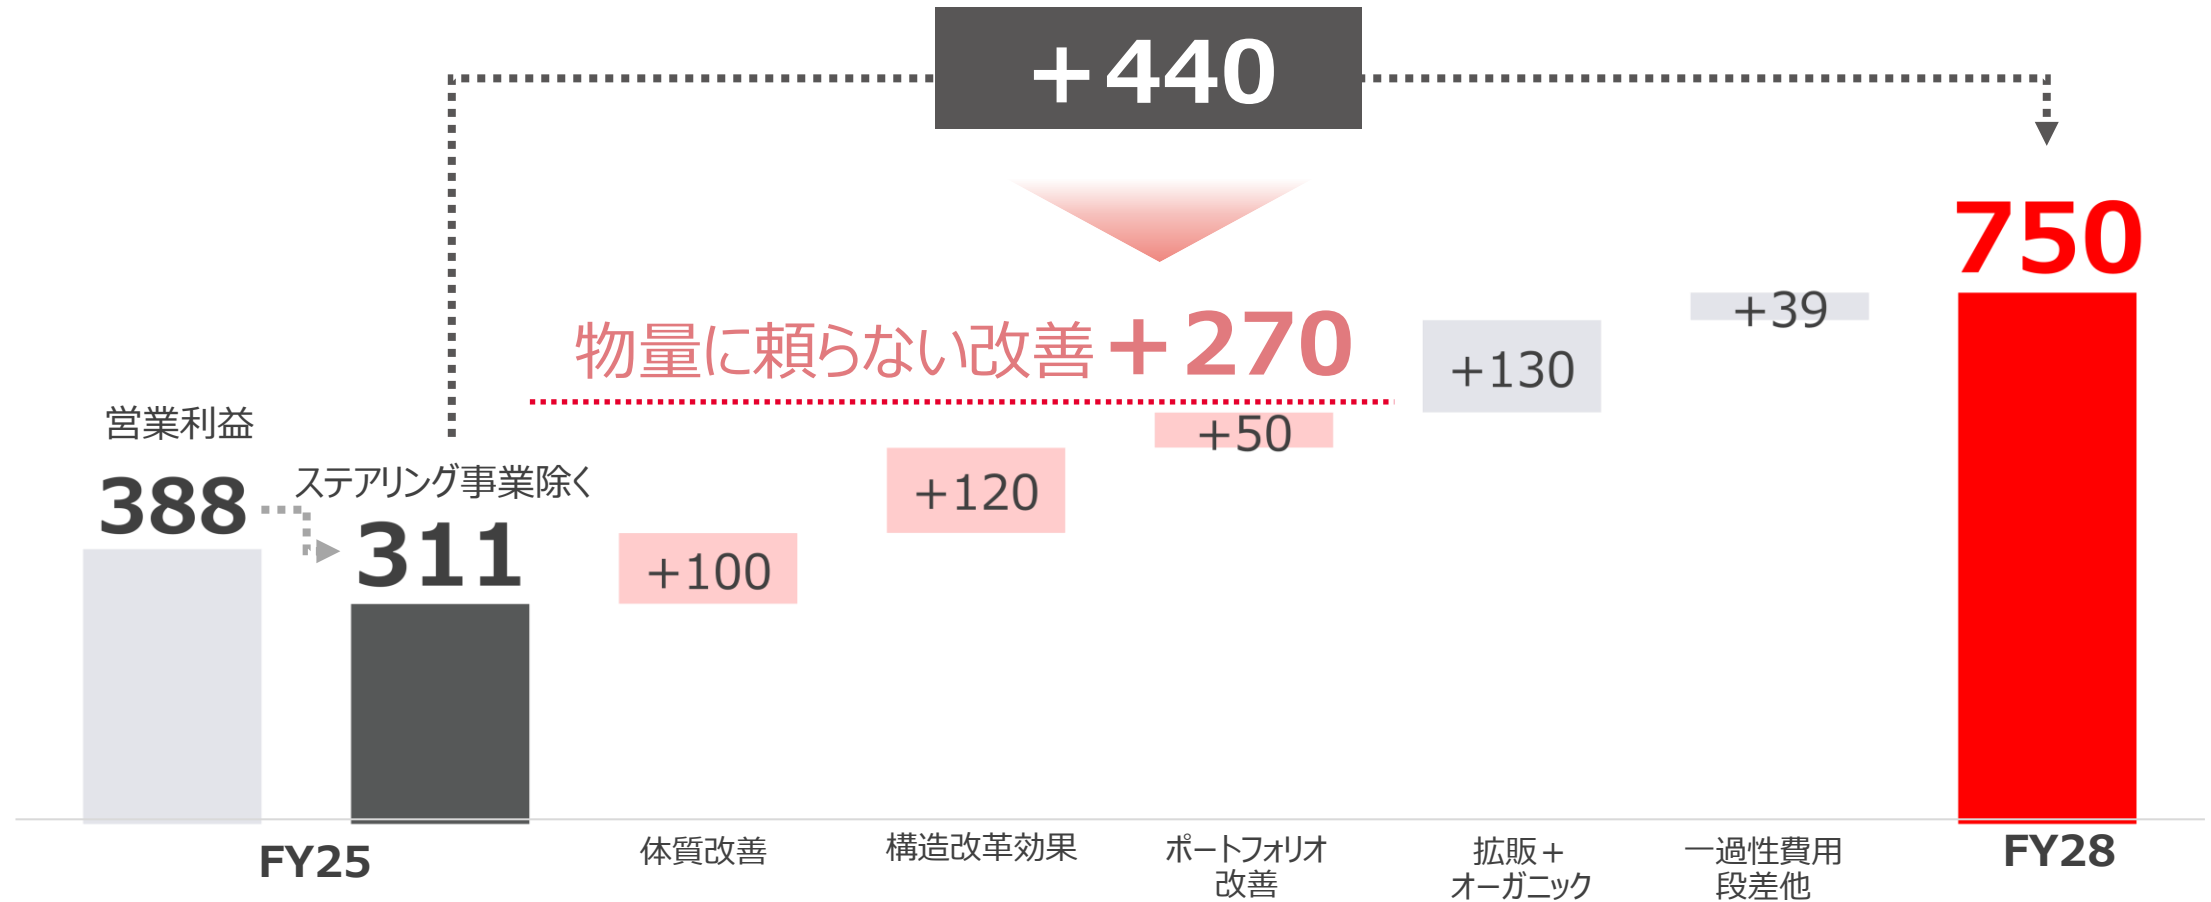 ＋440
750
物量に頼らない改善＋270
+39
+130
+50
営業利益
388
ステアリング事業除く
311
+120
+100
FY25
体質改善
構造改革効果
ポートフォリオ
改善
拡販＋
オーガニック
一過性費用
段差他
FY28